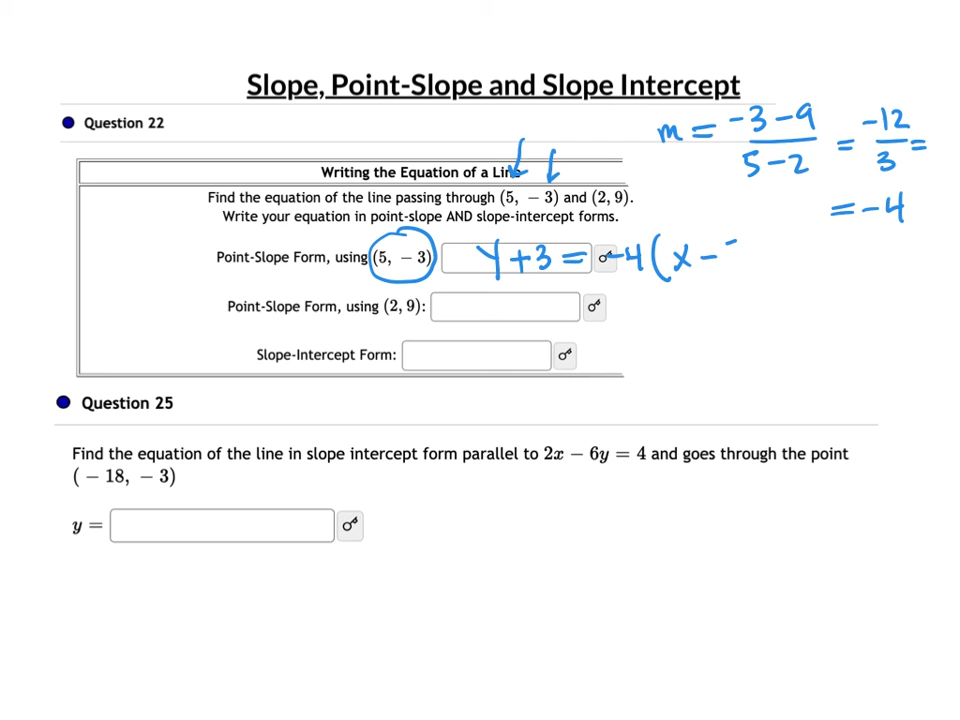 Slope, Point-Slope and Slope Intercept
Question 22
m = -3-9 / 5-2 = -12 / 3 =
= -4
Writing the Equation of a Line
Find the equation of the line passing through (5, − 3) and (2, 9).
Write your equation in point-slope AND slope-intercept forms.
Point-Slope Form, using (5, − 3) y+3 = -4(x-
Point-Slope Form, using (2, 9):
Slope-Intercept Form:
Question 25
Find the equation of the line in slope intercept form parallel to 2x − 6y = 4 and goes through the point
( − 18, − 3)
y =